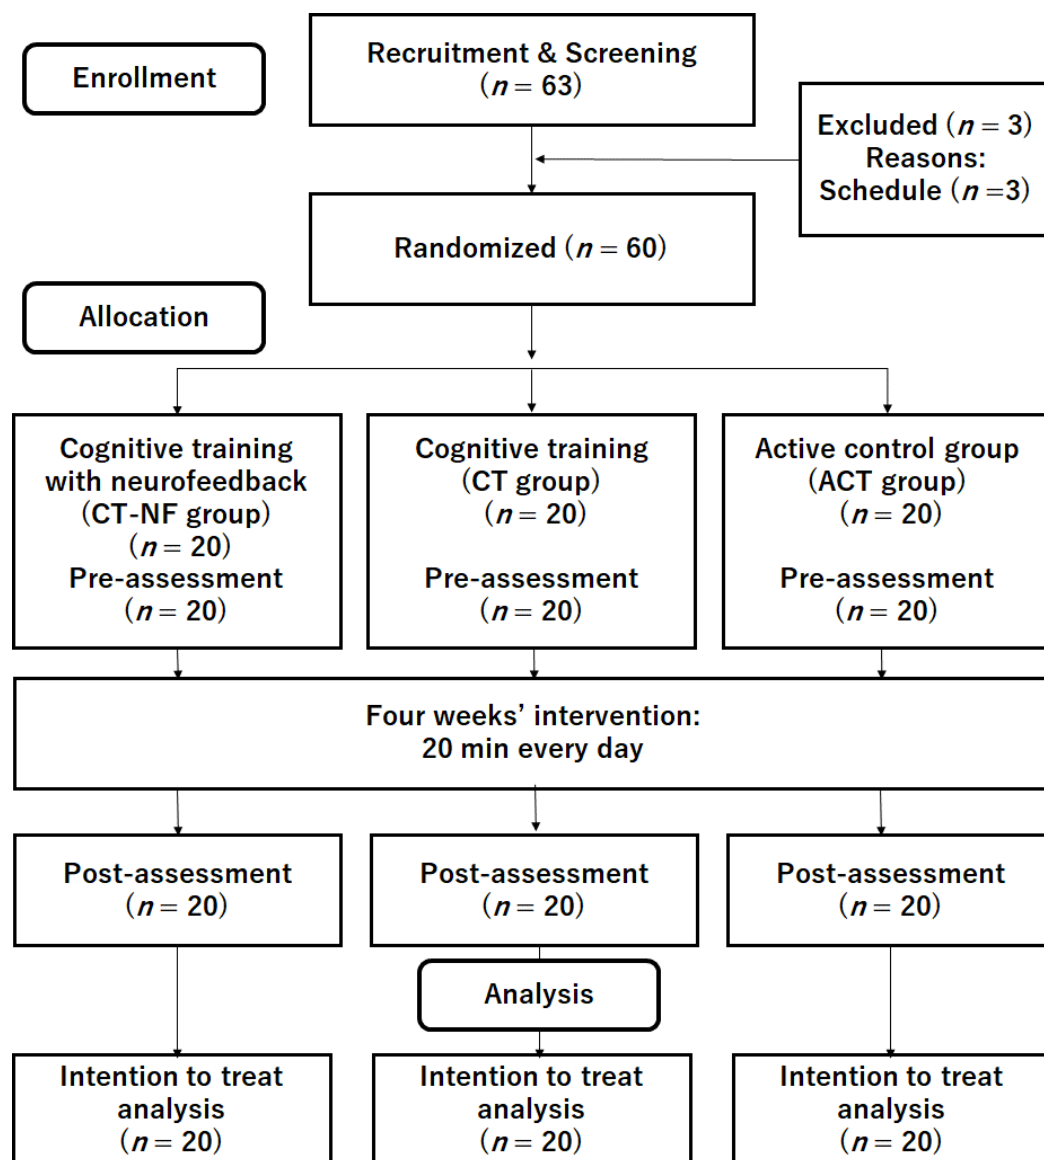 Enrollment
Recruitment & Screening
(n = 63)
Excluded (n = 3)
Reasons:
Schedule (n =3)
Randomized (n = 60)
Allocation
Cognitive training
with neurofeedback
(CT-NF group)
(n = 20)
Pre-assessment
(n = 20)
Cognitive training
(CT group)
(n = 20)
Pre-assessment
(n = 20)
Active control group
(ACT group)
(n = 20)
Pre-assessment
(n = 20)
Four weeks’ intervention:
20 min every day
Post-assessment
(n = 20)
Post-assessment
(n = 20)
Post-assessment
(n = 20)
Analysis
Intention to treat
analysis
(n = 20)
Intention to treat
analysis
(n = 20)
Intention to treat
analysis
(n = 20)